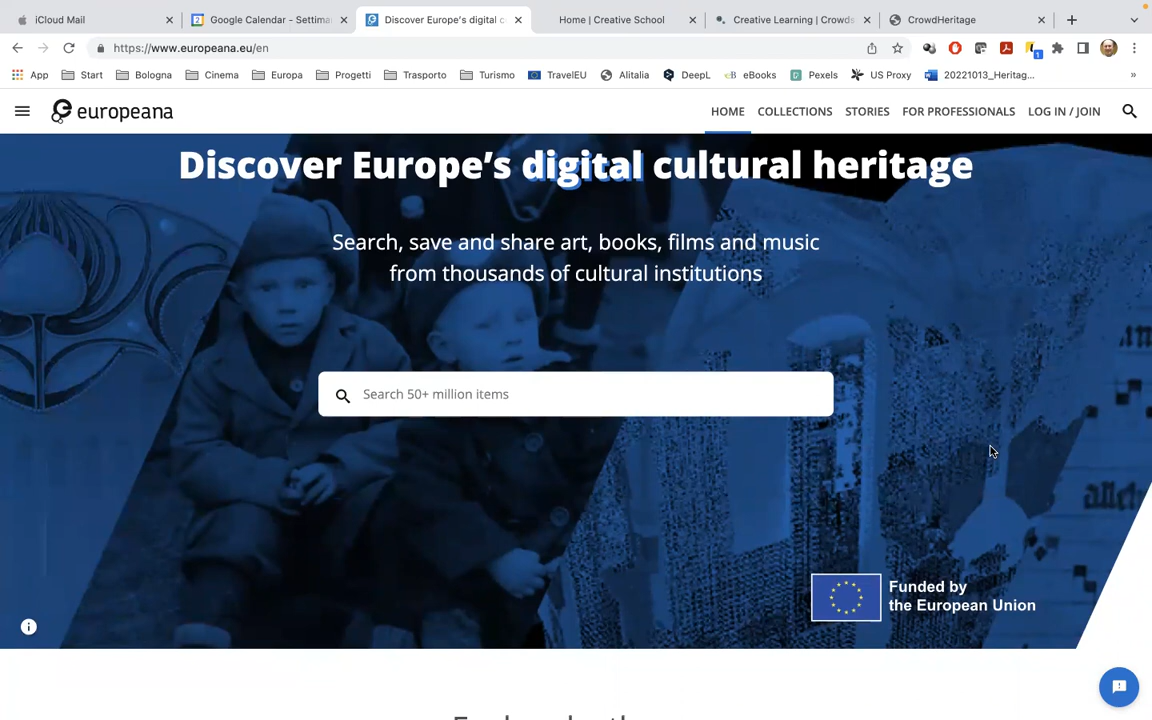 iCloud Mail
Google Calendar - Settima
Discover Europe's digital c
Home | Creative School
Creative Learning | Crowds
CrowdHeritage
https://www.europeana.eu/en
App
Start
Bologna
Cinema
Europa
Progetti
Trasporto
Turismo
TravelEU
Alitalia
DeepL
eBooks
Pexels
US Proxy
20221013_Heritag...
europeana
HOME
COLLECTIONS
STORIES
FOR PROFESSIONALS
LOG IN / JOIN
Discover Europe's digital cultural heritage
Search, save and share art, books, films and music
from thousands of cultural institutions
Search 50+ million items
Funded by
the European Union